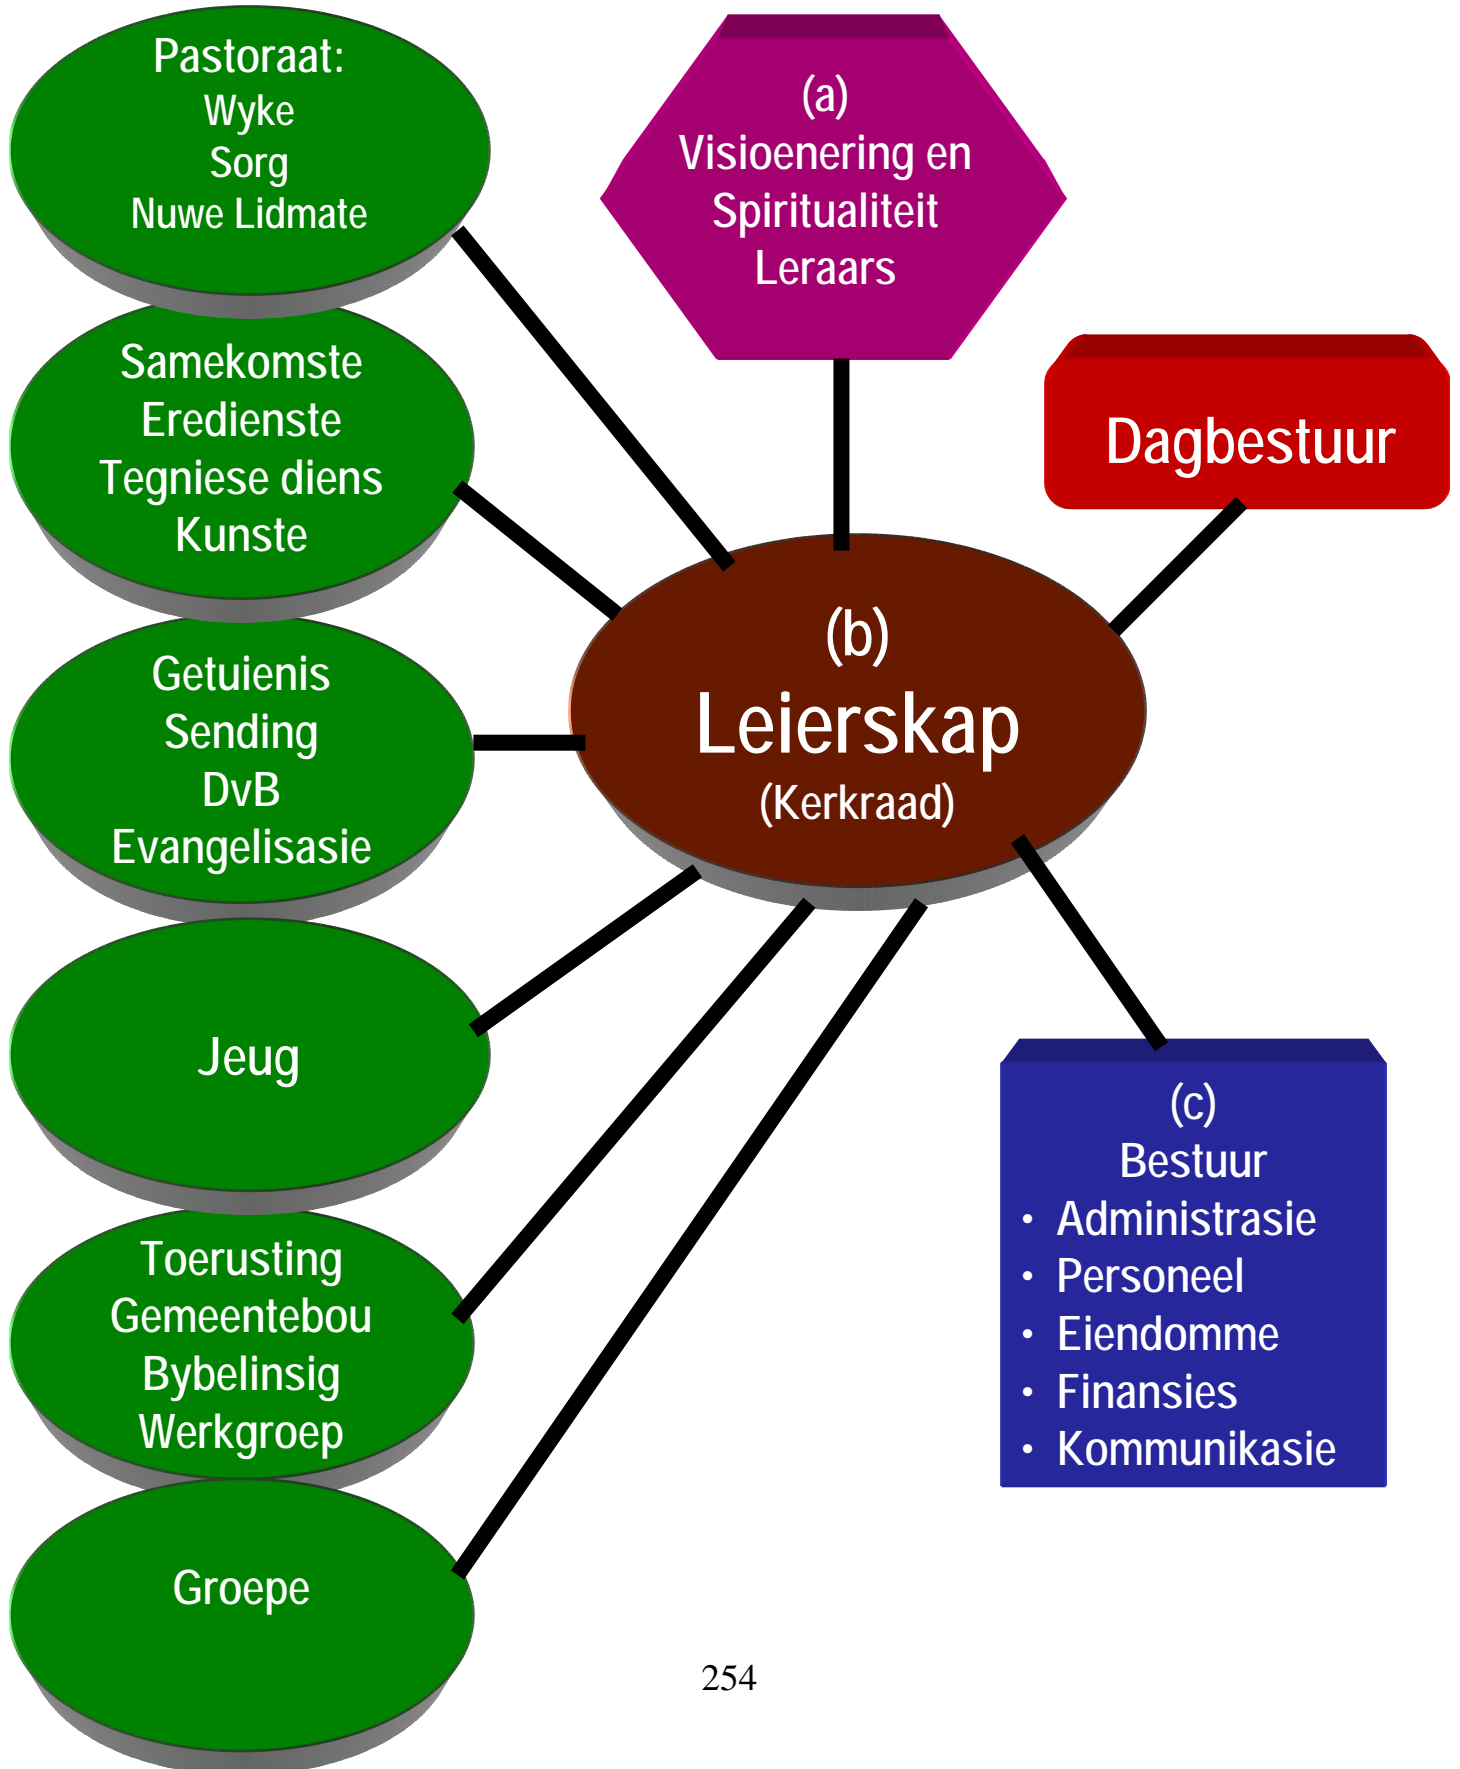 Pastoraat:
Wyke
Sorg
Nuwe Lidmate
(a)
Visioenering en
Spiritualiteit
Leraars
Samekomste
Eredienste
Tegniese diens
Kunste
Dagbestuur
(b)
Leierskap
(Kerkraad)
Getuienis
Sending
DvB
Evangelisasie
Jeug
(c)
Bestuur
• Administrasie
• Personeel
• Eiendomme
• Finansies
• Kommunikasie
Toerusting
Gemeentebou
Bybelinsig
Werkgroep
Groepe
254